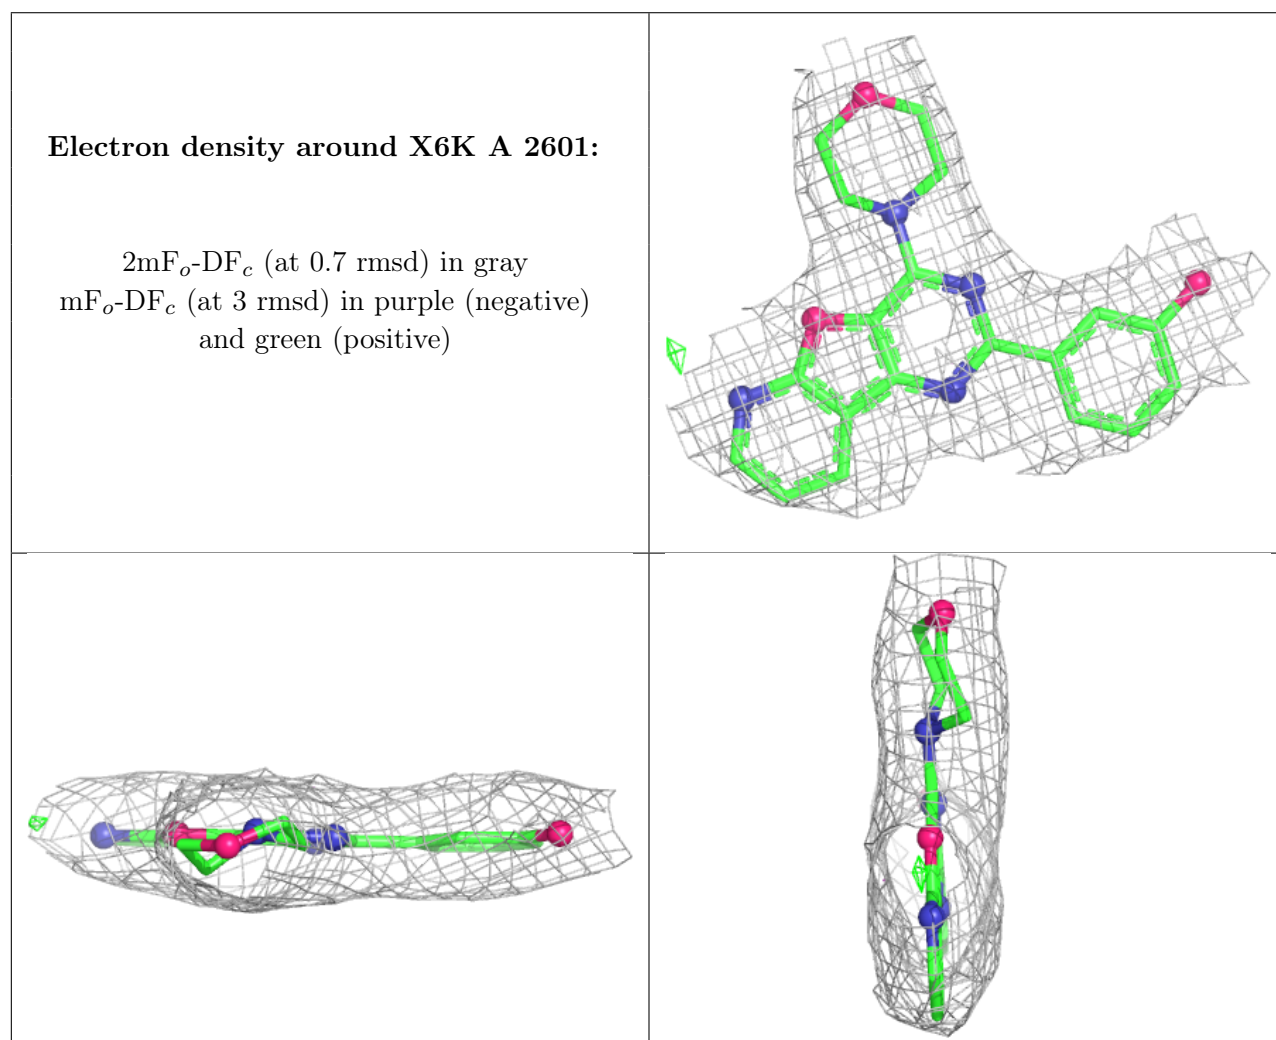 Electron density around X6K A 2601:
2mFo-DFc (at 0.7 rmsd) in gray
mFo-DFc (at 3 rmsd) in purple (negative)
and green (positive)